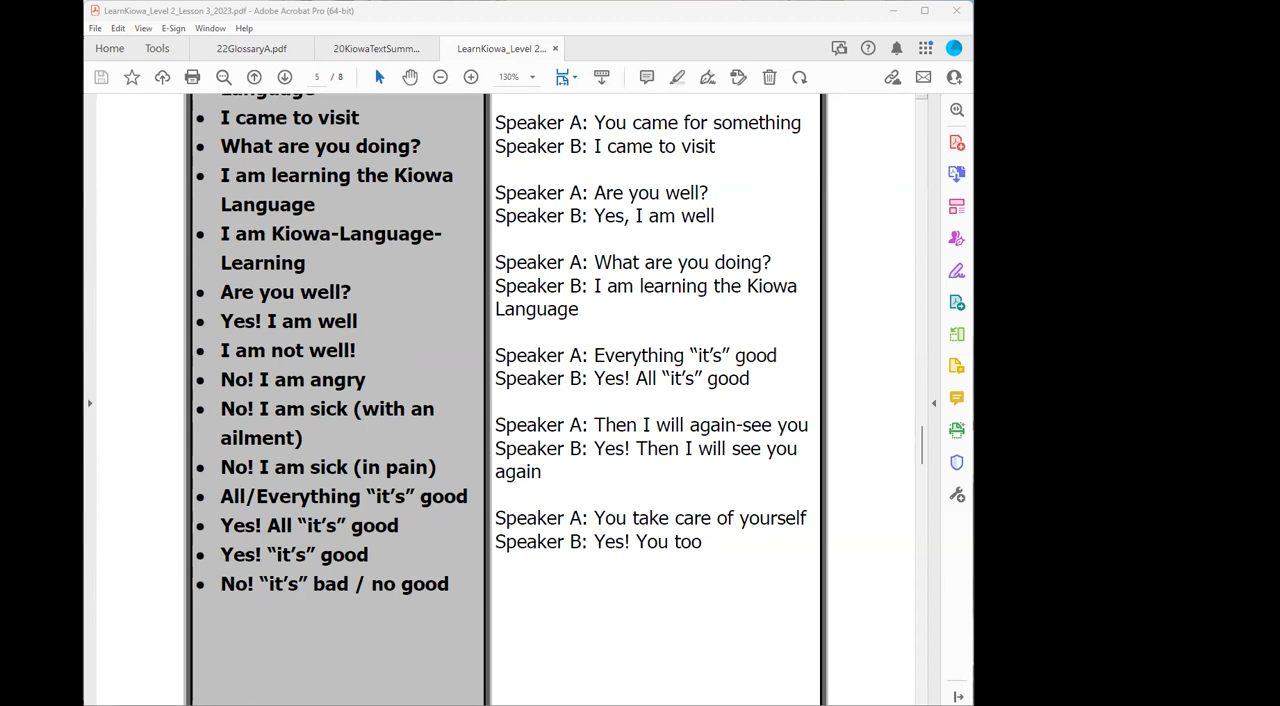 LearnKiowa_Level 2_Lesson 3_2023.pdf - Adobe Acrobat Pro (64-bit)
File Edit View E-Sign Window Help
Home Tools 22GlossaryA.pdf 20KiowaTextSumm... LearnKiowa_Level 2... ×
5 / 8 130%
Language
• I came to visit
• What are you doing?
• I am learning the Kiowa
Language
• I am Kiowa-Language-
Learning
• Are you well?
• Yes! I am well
• I am not well!
• No! I am angry
• No! I am sick (with an
ailment)
• No! I am sick (in pain)
• All/Everything “it’s” good
• Yes! All “it’s” good
• Yes! “it’s” good
• No! “it’s” bad / no good
Speaker A: You came for something
Speaker B: I came to visit
Speaker A: Are you well?
Speaker B: Yes, I am well
Speaker A: What are you doing?
Speaker B: I am learning the Kiowa
Language
Speaker A: Everything “it’s” good
Speaker B: Yes! All “it’s” good
Speaker A: Then I will again-see you
Speaker B: Yes! Then I will see you
again
Speaker A: You take care of yourself
Speaker B: Yes! You too